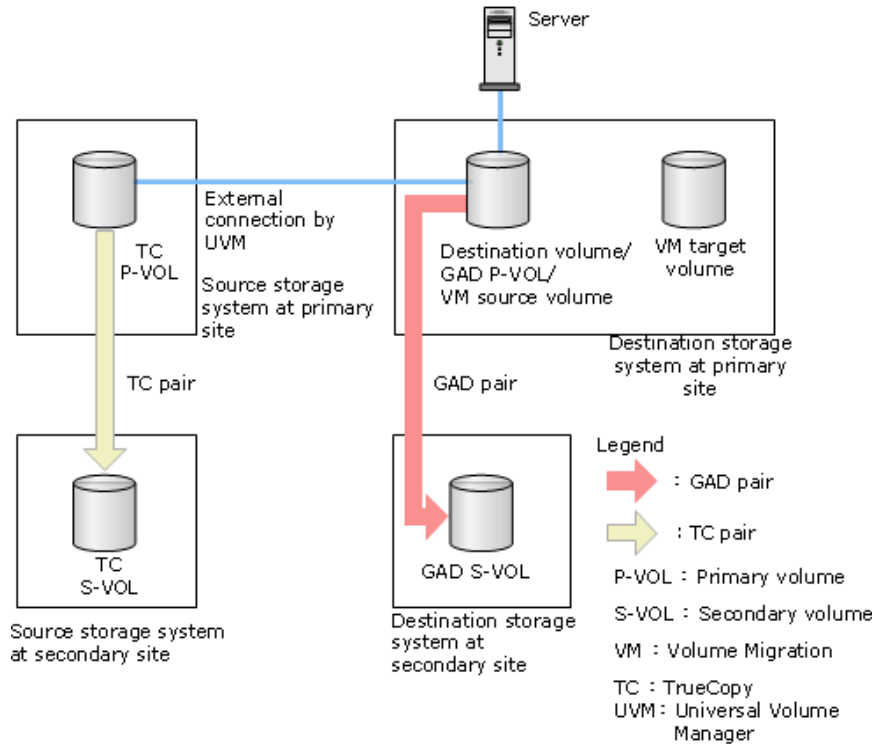 Server
External
connection by
UVM
TC
P-VOL
Source storage
system at primary
site
Destination volume/
GAD P-VOL/
VM source volume
VM target
volume
Destination storage
system at primary
site
TC pair
GAD pair
TC
S-VOL
Source storage system
at secondary site
GAD S-VOL
Destination storage
system at
secondary site
Legend
: GAD pair
: TC pair
P-VOL : Primary volume
S-VOL : Secondary volume
VM : Volume Migration
TC : TrueCopy
UVM : Universal Volume
Manager